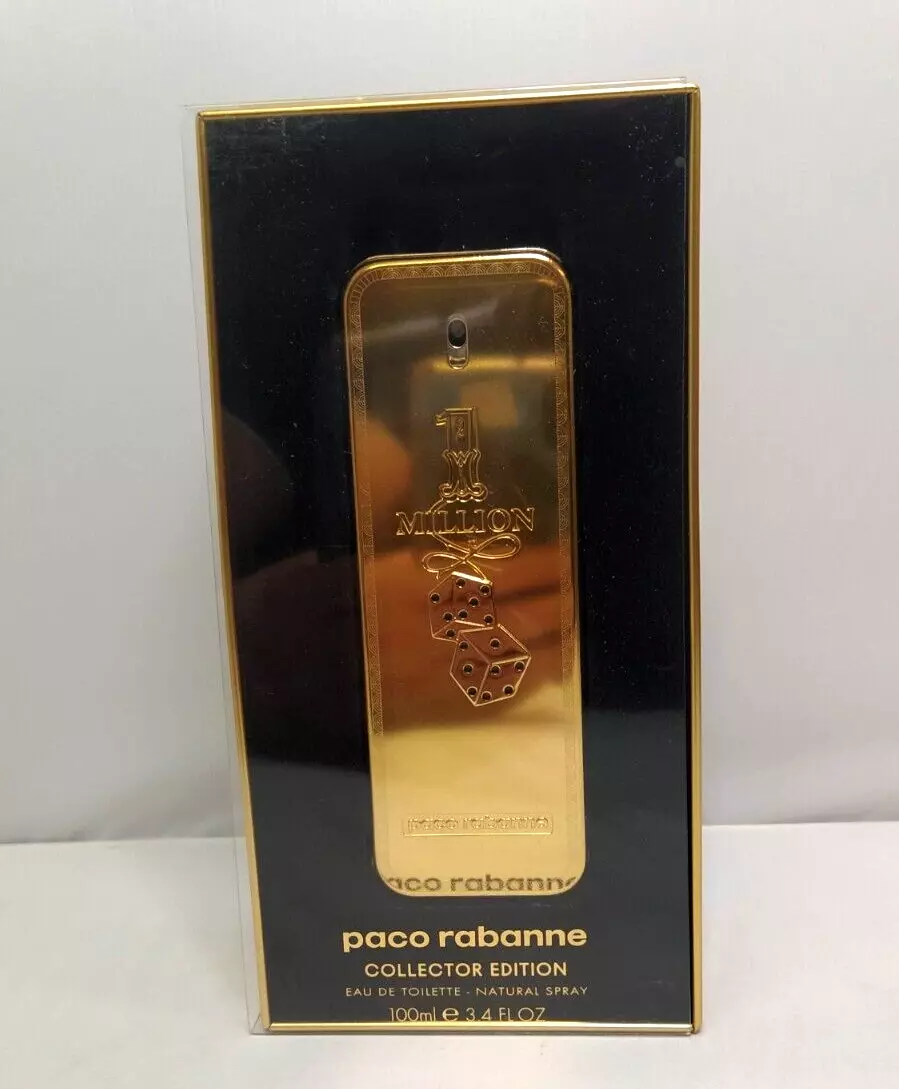 1
MILLION
paco rabanne
aco rabanne
paco rabanne
COLLECTOR EDITION
EAU DE TOILETTE - NATURAL SPRAY
100ml e 3.4 FL OZ